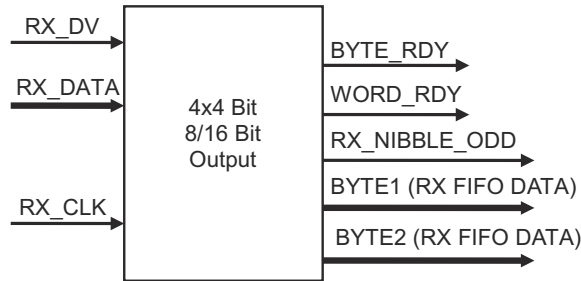 RX_DV
RX_DATA
RX_CLK
4x4 Bit
8/16 Bit
Output
BYTE_RDY
WORD_RDY
RX_NIBBLE_ODD
BYTE1 (RX FIFO DATA)
BYTE2 (RX FIFO DATA)